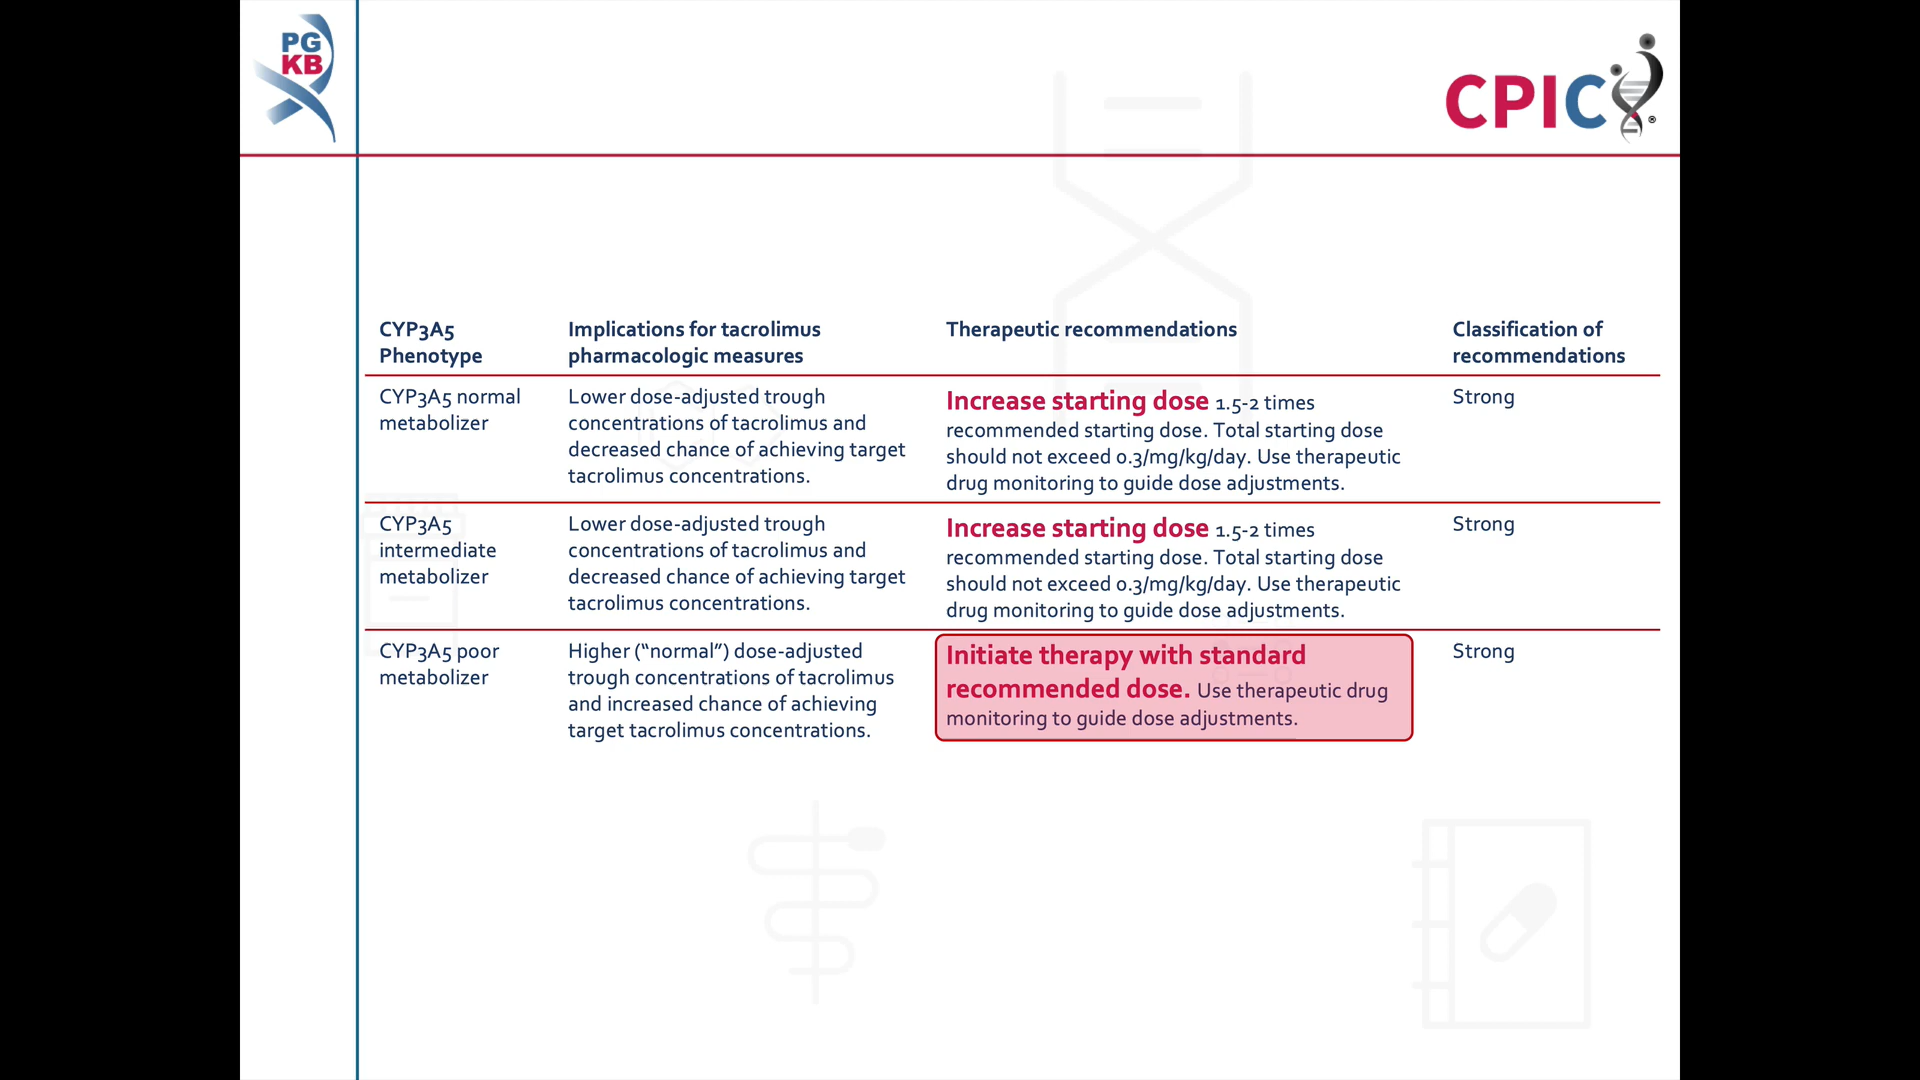 PG
KB
CPIC®
CYP3A5
Phenotype
Implications for tacrolimus
pharmacologic measures
Therapeutic recommendations
Classification of
recommendations
CYP3A5 normal
metabolizer
Lower dose-adjusted trough
concentrations of tacrolimus and
decreased chance of achieving target
tacrolimus concentrations.
Increase starting dose 1.5-2 times
recommended starting dose. Total starting dose
should not exceed 0.3/mg/kg/day. Use therapeutic
drug monitoring to guide dose adjustments.
Strong
CYP3A5
intermediate
metabolizer
Lower dose-adjusted trough
concentrations of tacrolimus and
decreased chance of achieving target
tacrolimus concentrations.
Increase starting dose 1.5-2 times
recommended starting dose. Total starting dose
should not exceed 0.3/mg/kg/day. Use therapeutic
drug monitoring to guide dose adjustments.
Strong
CYP3A5 poor
metabolizer
Higher (“normal”) dose-adjusted
trough concentrations of tacrolimus
and increased chance of achieving
target tacrolimus concentrations.
Initiate therapy with standard
recommended dose. Use therapeutic drug
monitoring to guide dose adjustments.
Strong